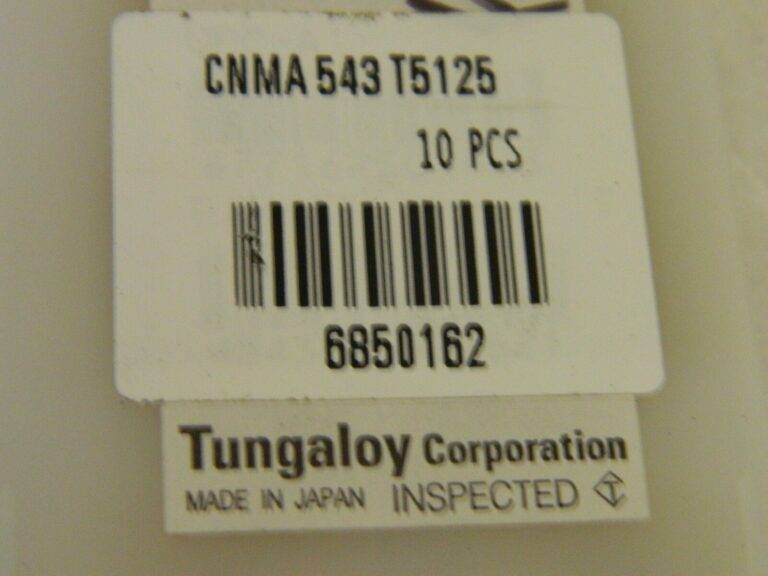 CNMA 543 T5125
10 PCS
6850162
Tungaloy Corporation
MADE IN JAPAN INSPECTED